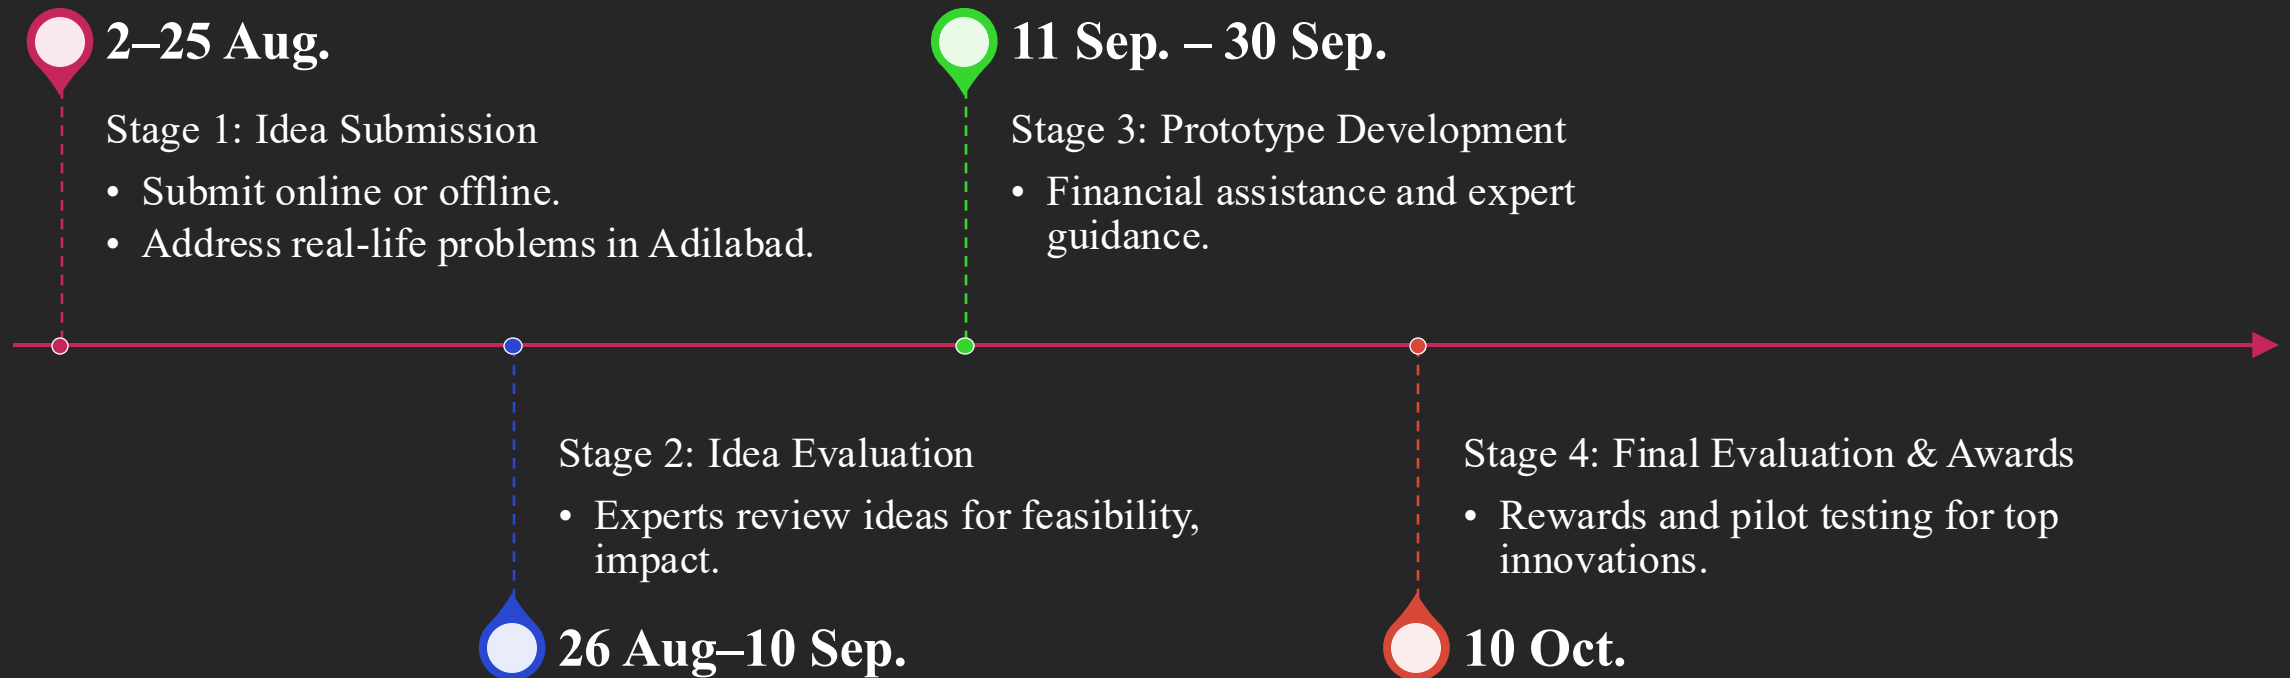 2–25 Aug.
Stage 1: Idea Submission
• Submit online or offline.
• Address real-life problems in Adilabad.
11 Sep. – 30 Sep.
Stage 3: Prototype Development
• Financial assistance and expert
guidance.
Stage 2: Idea Evaluation
• Experts review ideas for feasibility,
impact.
26 Aug–10 Sep.
Stage 4: Final Evaluation & Awards
• Rewards and pilot testing for top
innovations.
10 Oct.